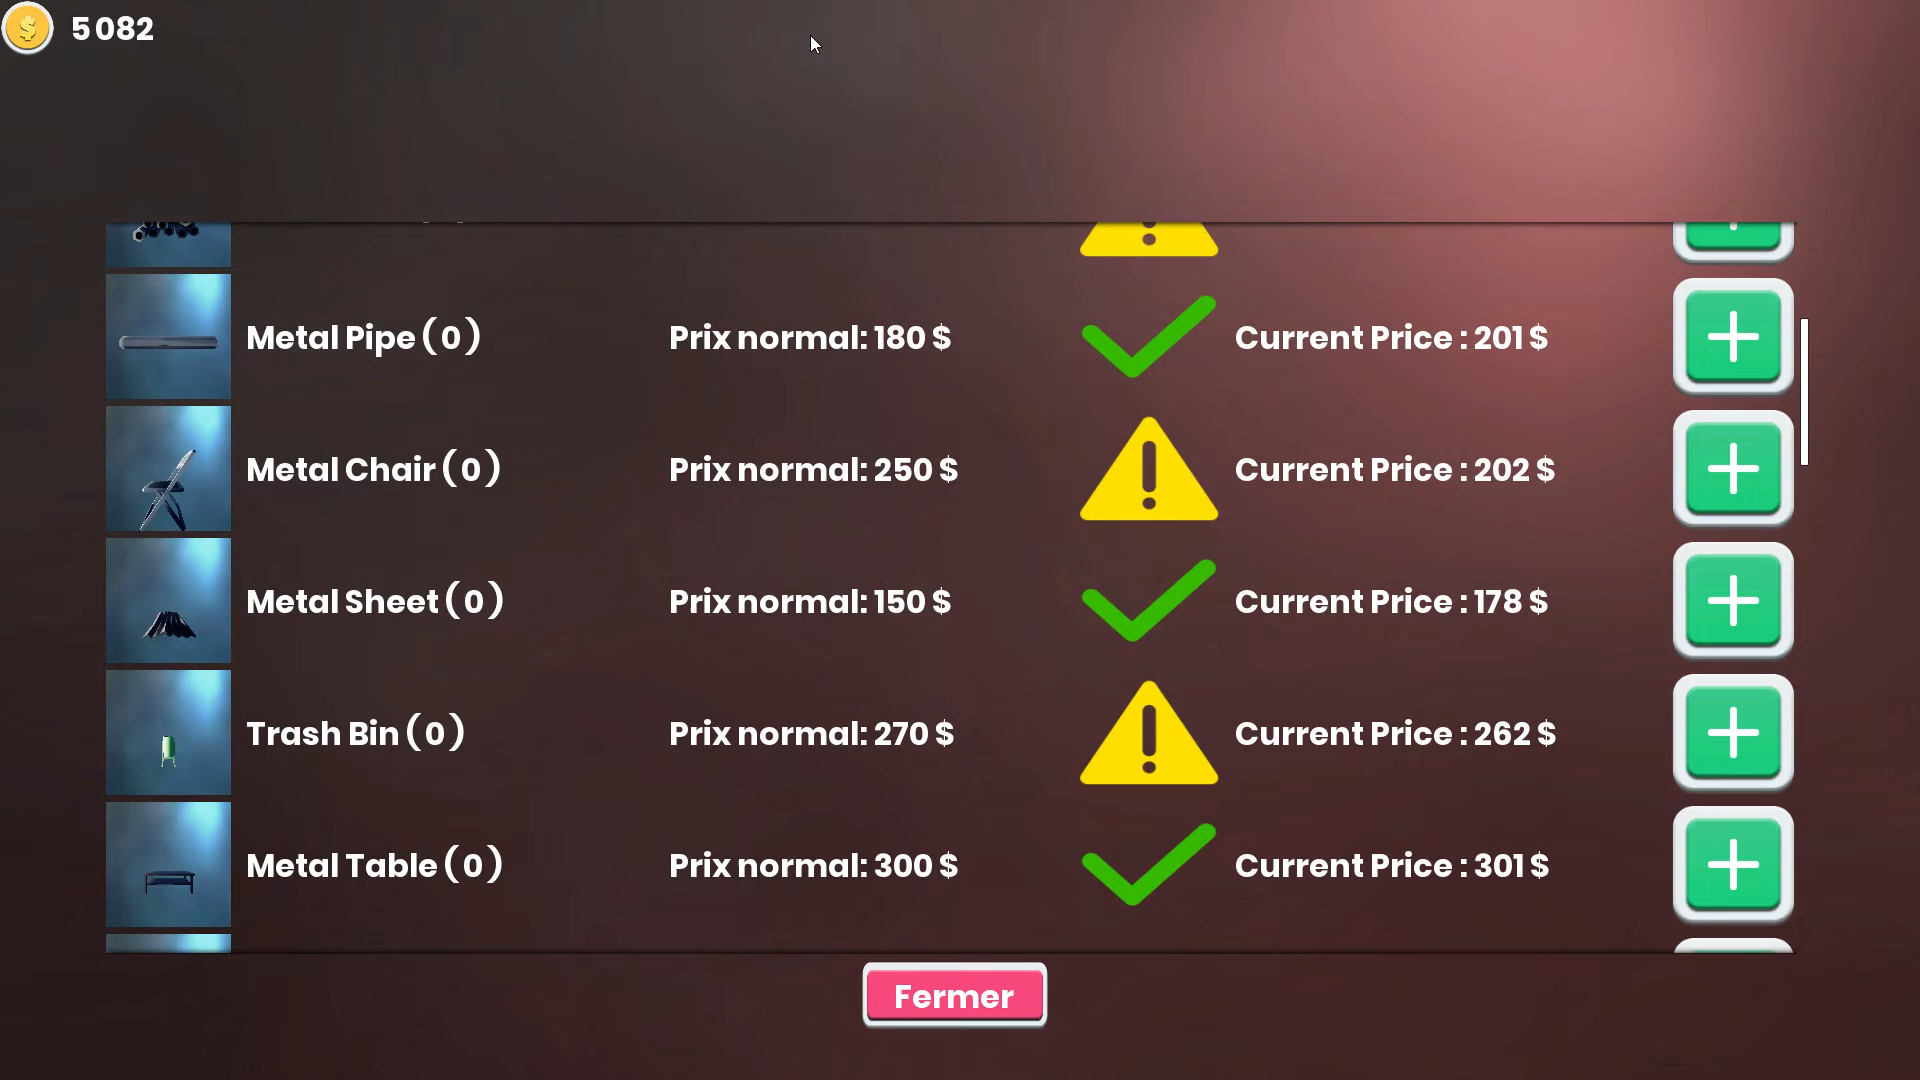 5 082
Metal Pipe ( 0 ) Prix normal: 180 $ Current Price : 201 $
Metal Chair ( 0 ) Prix normal: 250 $ Current Price : 202 $
Metal Sheet ( 0 ) Prix normal: 150 $ Current Price : 178 $
Trash Bin ( 0 ) Prix normal: 270 $ Current Price : 262 $
Metal Table ( 0 ) Prix normal: 300 $ Current Price : 301 $
Fermer